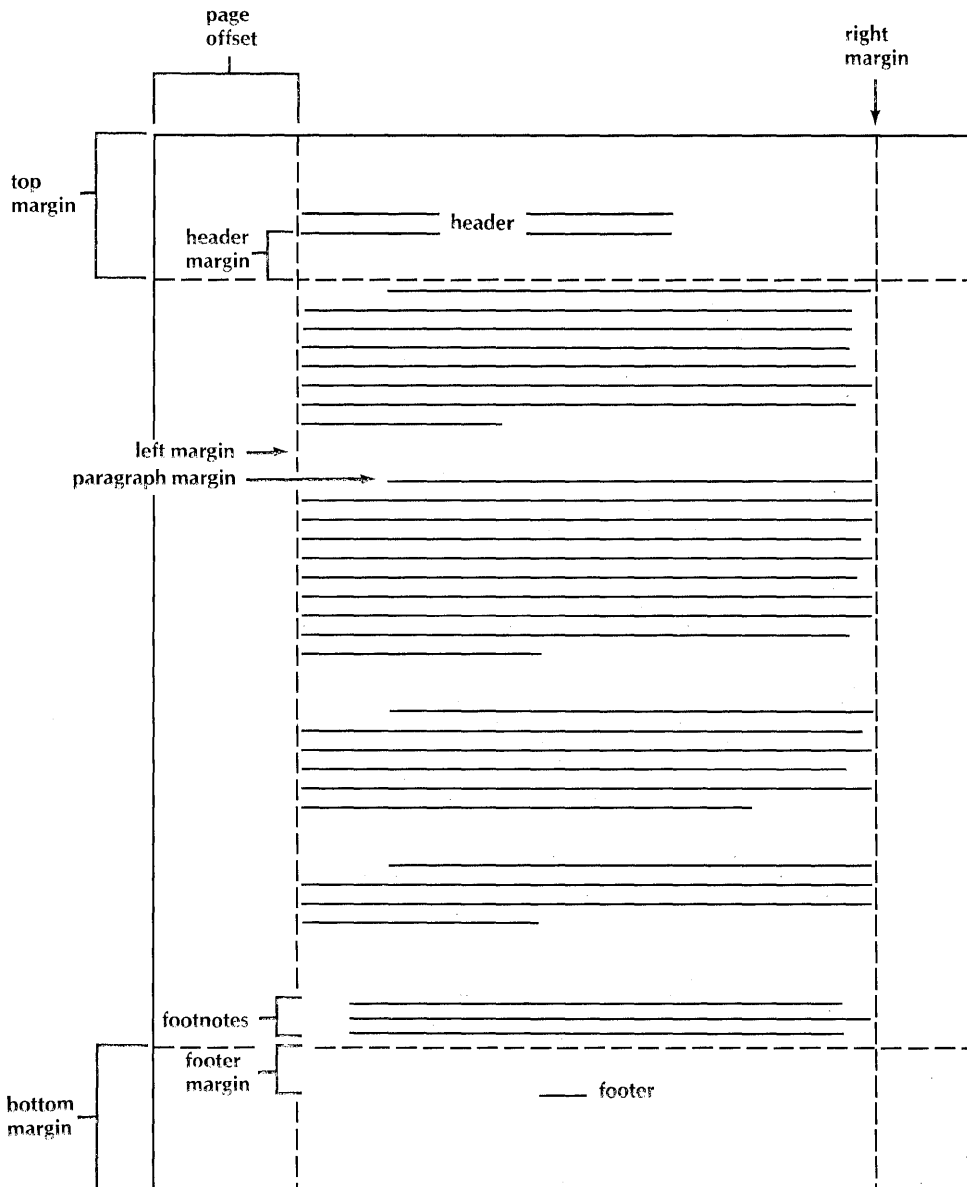 page
offset
right
margin
top
margin
header
header
margin
left margin
paragraph margin
footnotes
footer
margin
footer
bottom
margin